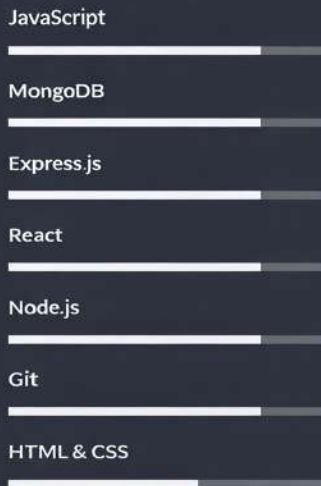 JavaScript
MongoDB
Express.js
React
Node.js
Git
HTML & CSS